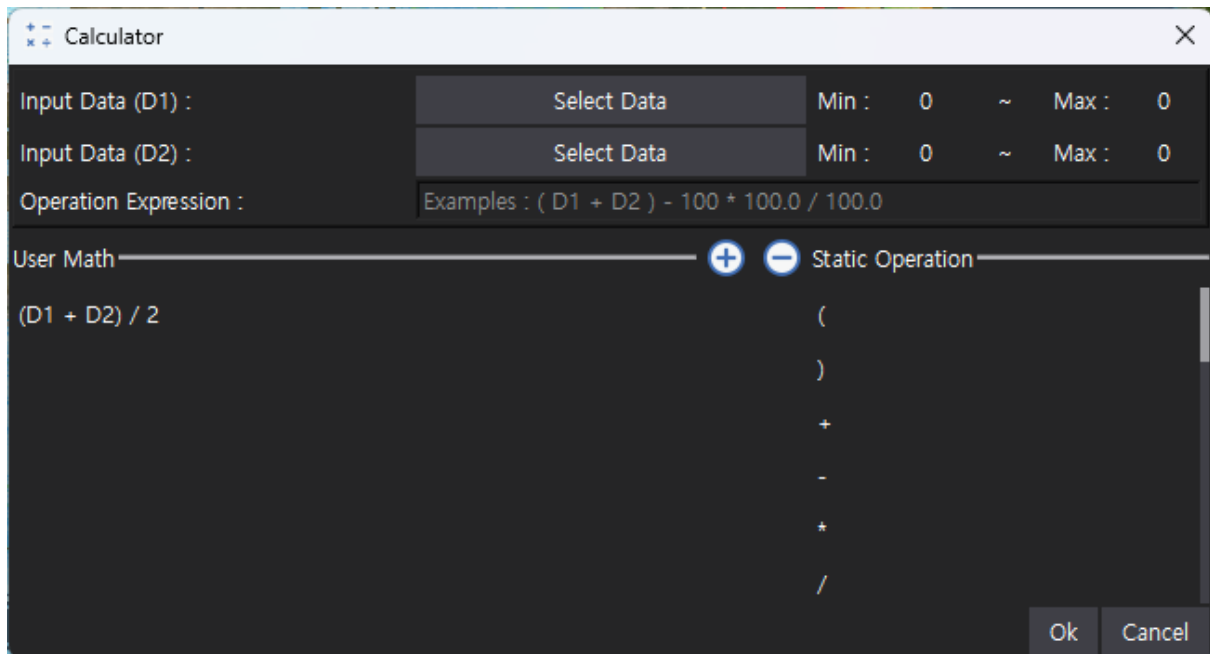 Calculator
Input Data (D1) : Select Data Min : 0 ~ Max : 0
Input Data (D2) : Select Data Min : 0 ~ Max : 0
Operation Expression : Examples : ( D1 + D2 ) - 100 * 100.0 / 100.0
User Math Static Operation
(D1 + D2) / 2 (
)
+
-
*
/
Ok Cancel